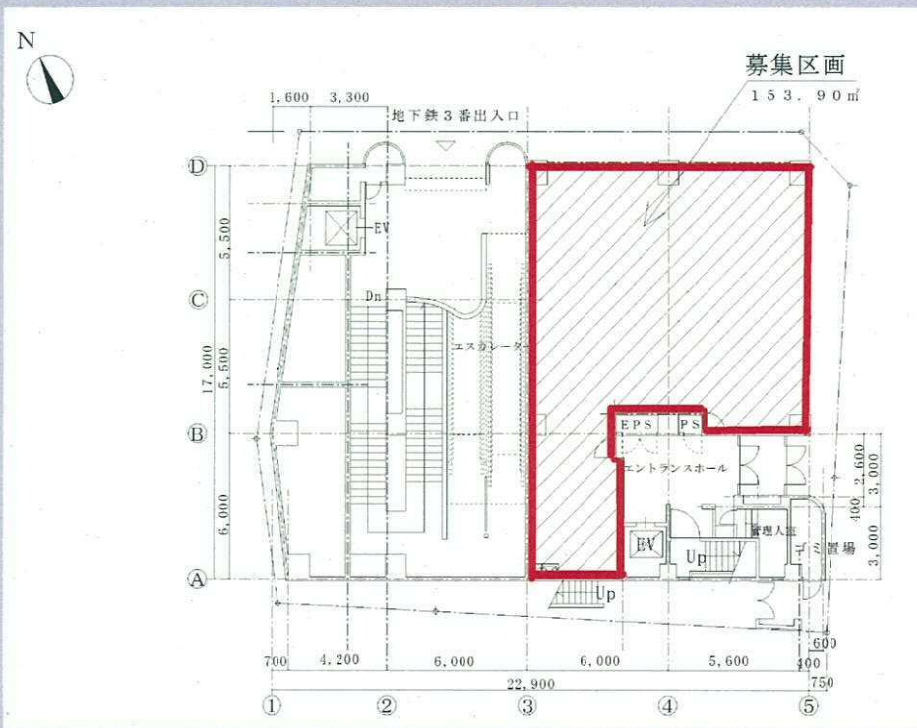 N
募集区画
153.90㎡
1,600
3,300
地下鉄3番出入口
D
EV
5,500
C
Dn
エスカレーター
17,000
5,500
B
EPS
PS
エントランスホール
2,600
3,000
400
6,000
管理人室
EV
Up
ゴミ置場
3,000
A
Up
600
700
4,200
6,000
6,000
5,600
400
22,900
750
①
②
③
④
⑤